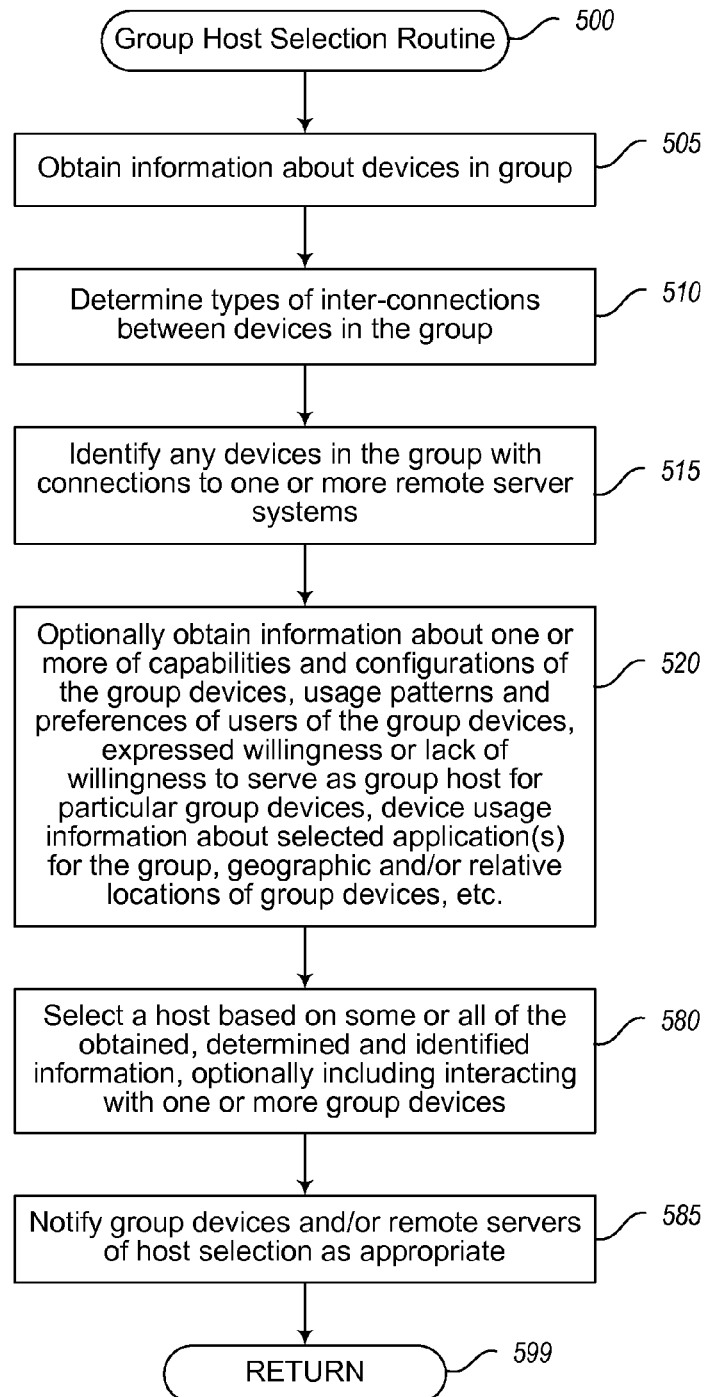 Group Host Selection Routine
500
Obtain information about devices in group
505
Determine types of inter-connections
between devices in the group
510
Identify any devices in the group with
connections to one or more remote server
systems
515
Optionally obtain information about one or
more of capabilities and configurations of
the group devices, usage patterns and
preferences of users of the group devices,
expressed willingness or lack of
willingness to serve as group host for
particular group devices, device usage
information about selected application(s)
for the group, geographic and/or relative
locations of group devices, etc.
520
Select a host based on some or all of the
obtained, determined and identified
information, optionally including interacting
with one or more group devices
580
Notify group devices and/or remote servers
of host selection as appropriate
585
RETURN
599